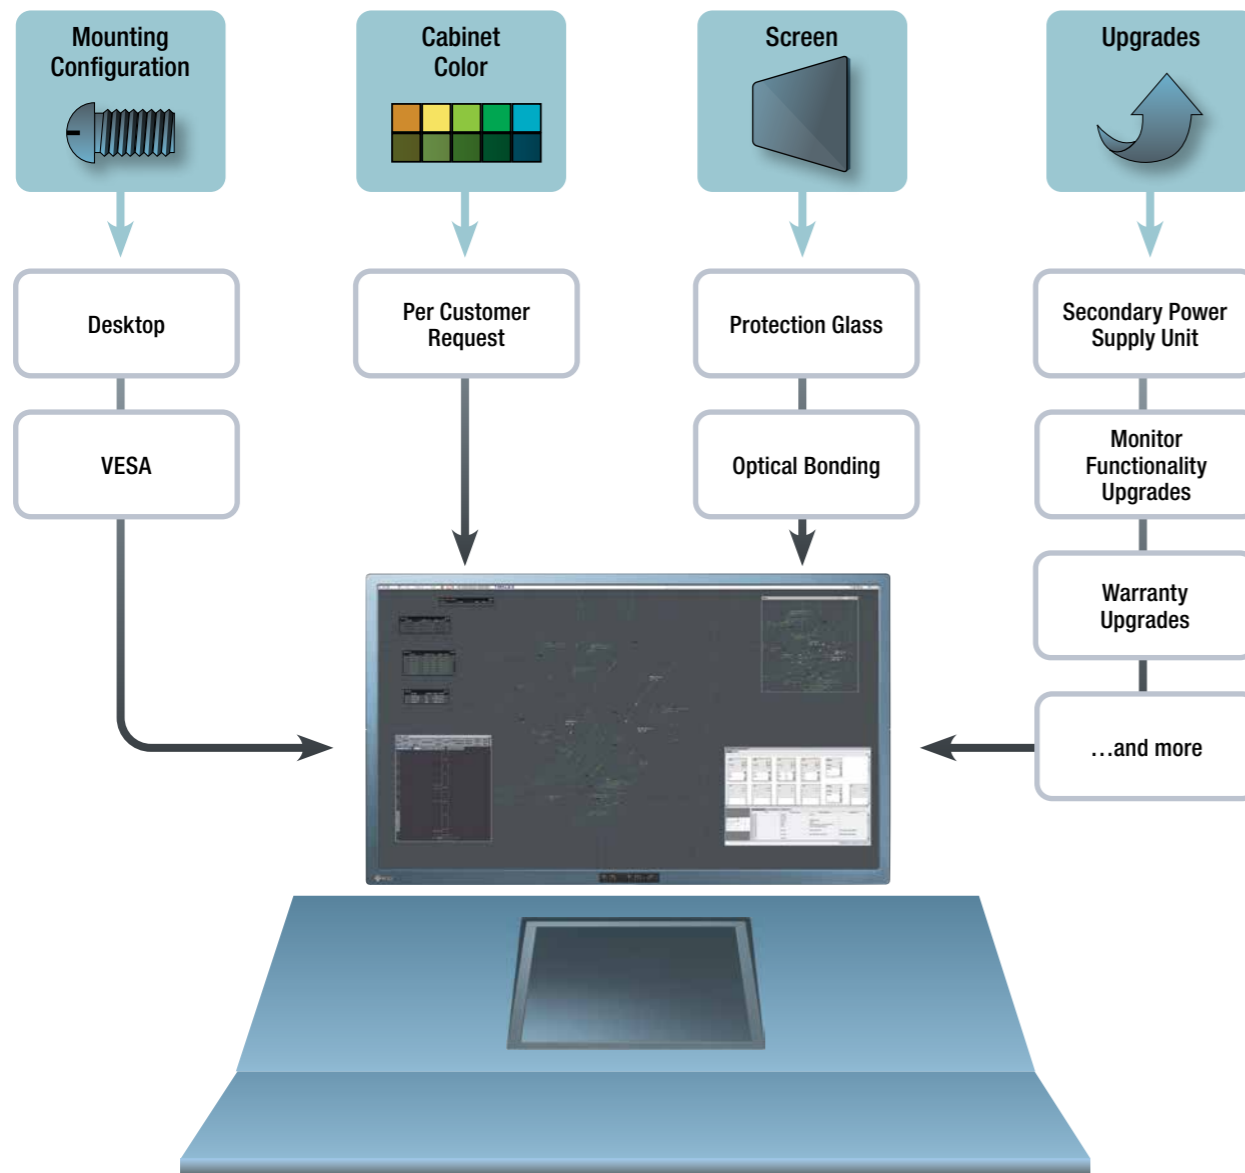 Mounting
Configuration
Cabinet
Color
Screen
Upgrades
Desktop
Per Customer
Request
Protection Glass
Secondary Power
Supply Unit
VESA
Optical Bonding
Monitor
Functionality
Upgrades
Warranty
Upgrades
...and more